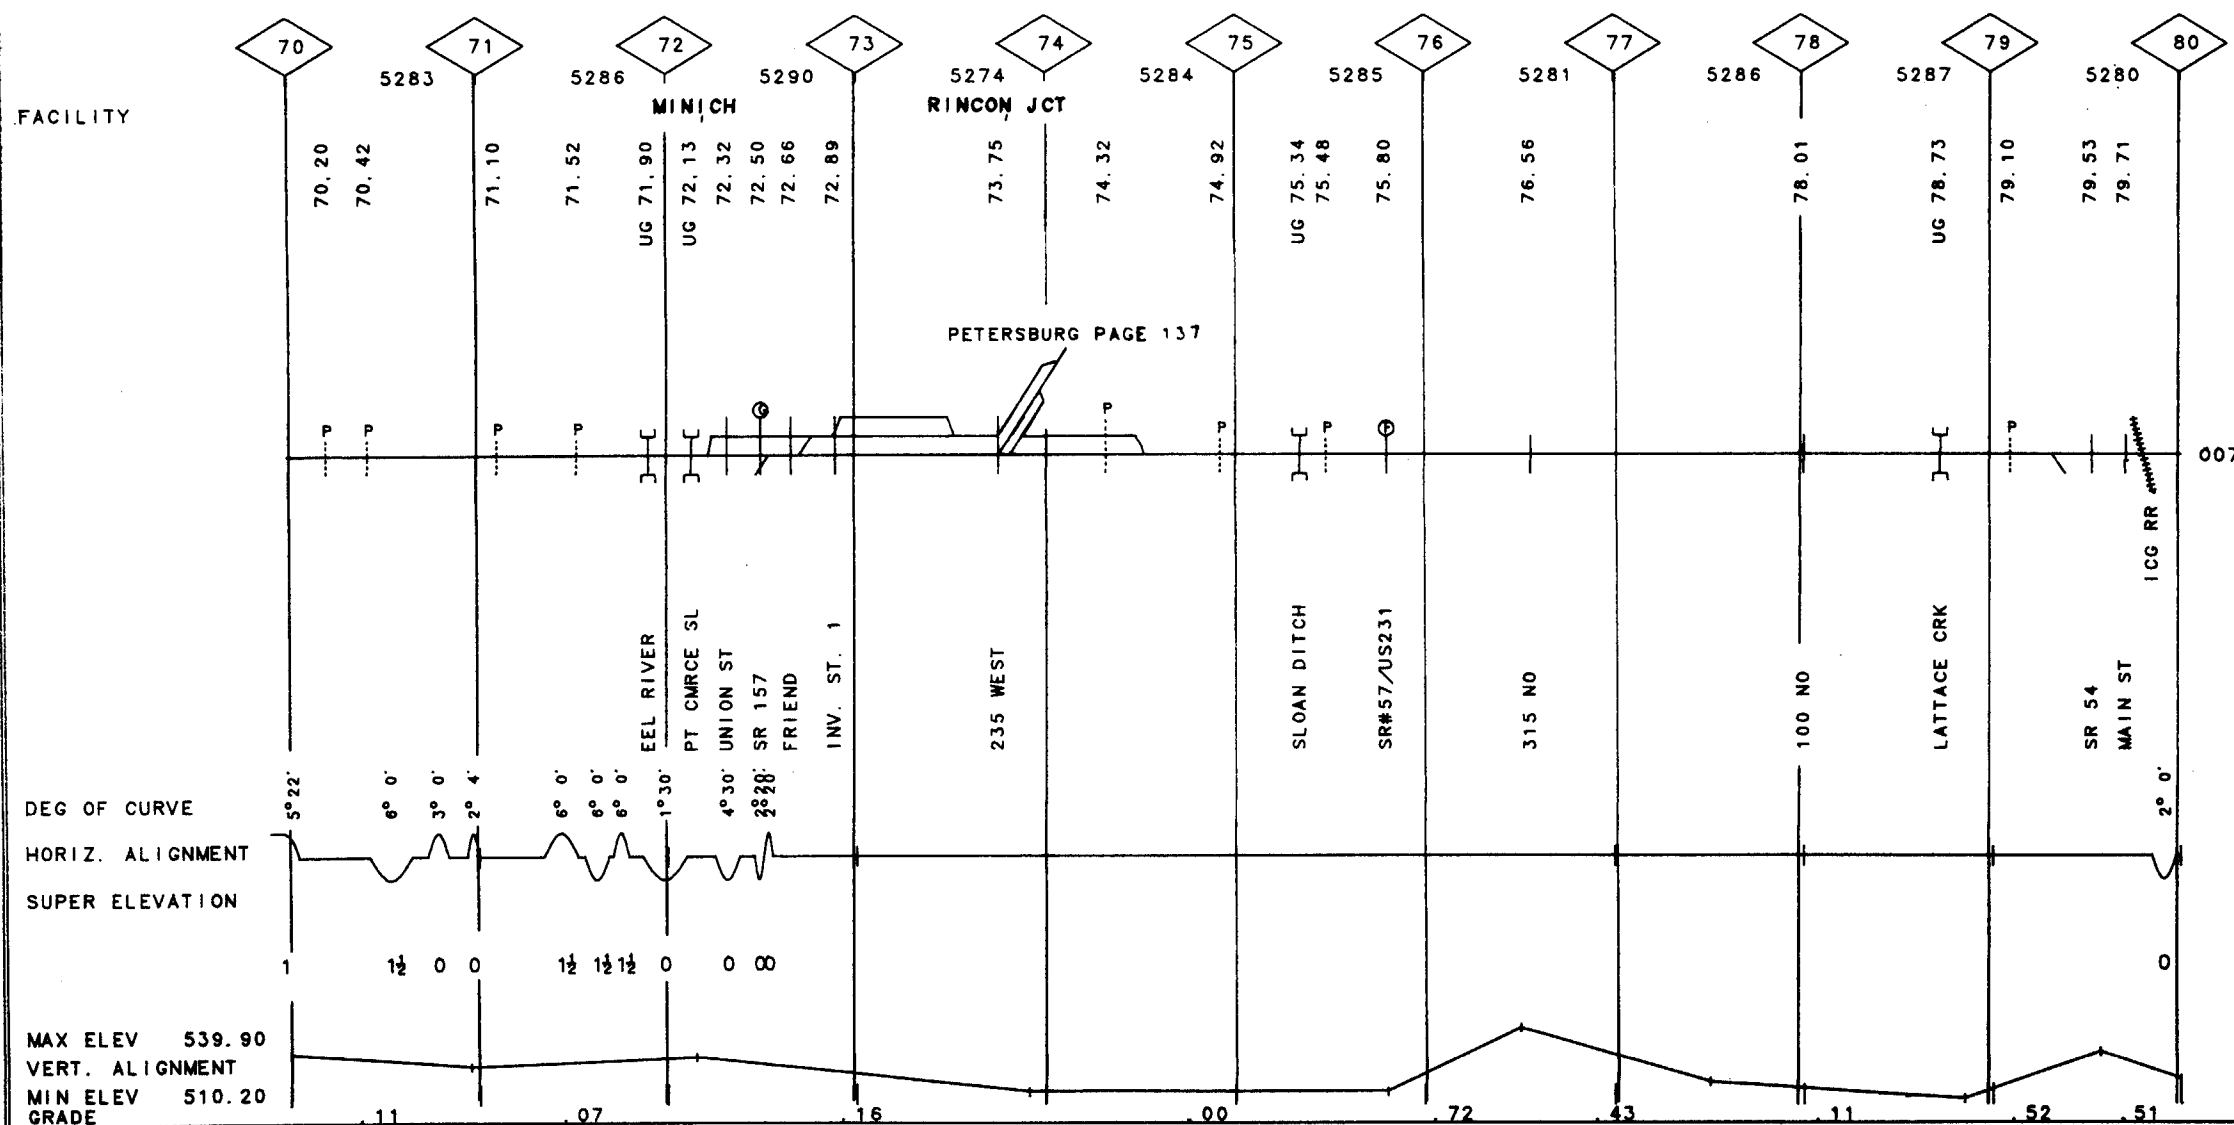 70 71 72 73 74 75 76 77 78 79 80
5283 5286 5290 5274 5284 5285 5281 5286 5287 5280
MINICH RINCON JCT
FACILITY
70.20
70.42
71.10
71.52
UG 71.90
UG 72.13
72.32
72.50
72.66
72.89
73.75
74.32
74.92
UG 75.34
75.48
75.80
76.56
78.01
UG 78.73
79.10
79.53
79.71
PETERSBURG PAGE 137
P P P P G P P P P
007
ICG RR
EEL RIVER
PT CMRCE SL
UNION ST
SR 157
FRIEND
INV. ST. 1
235 WEST
SLOAN DITCH
SR#57/US231
315 NO
100 NO
LATTACE CRK
SR 54
MAIN ST
DEG OF CURVE 5°22' 6° 0' 3° 0' 2° 4' 6° 0' 6° 0' 6° 0' 1°30' 4°30' 2°20' 2°20' 2° 0'
HORIZ. ALIGNMENT
SUPER ELEVATION
1 1½ 0 0 1½ 1½ 1½ 0 0 0 0 0
MAX ELEV 539.90
VERT. ALIGNMENT
MIN ELEV 510.20
GRADE .11 .07 .16 .00 .72 .43 .11 .52 .51